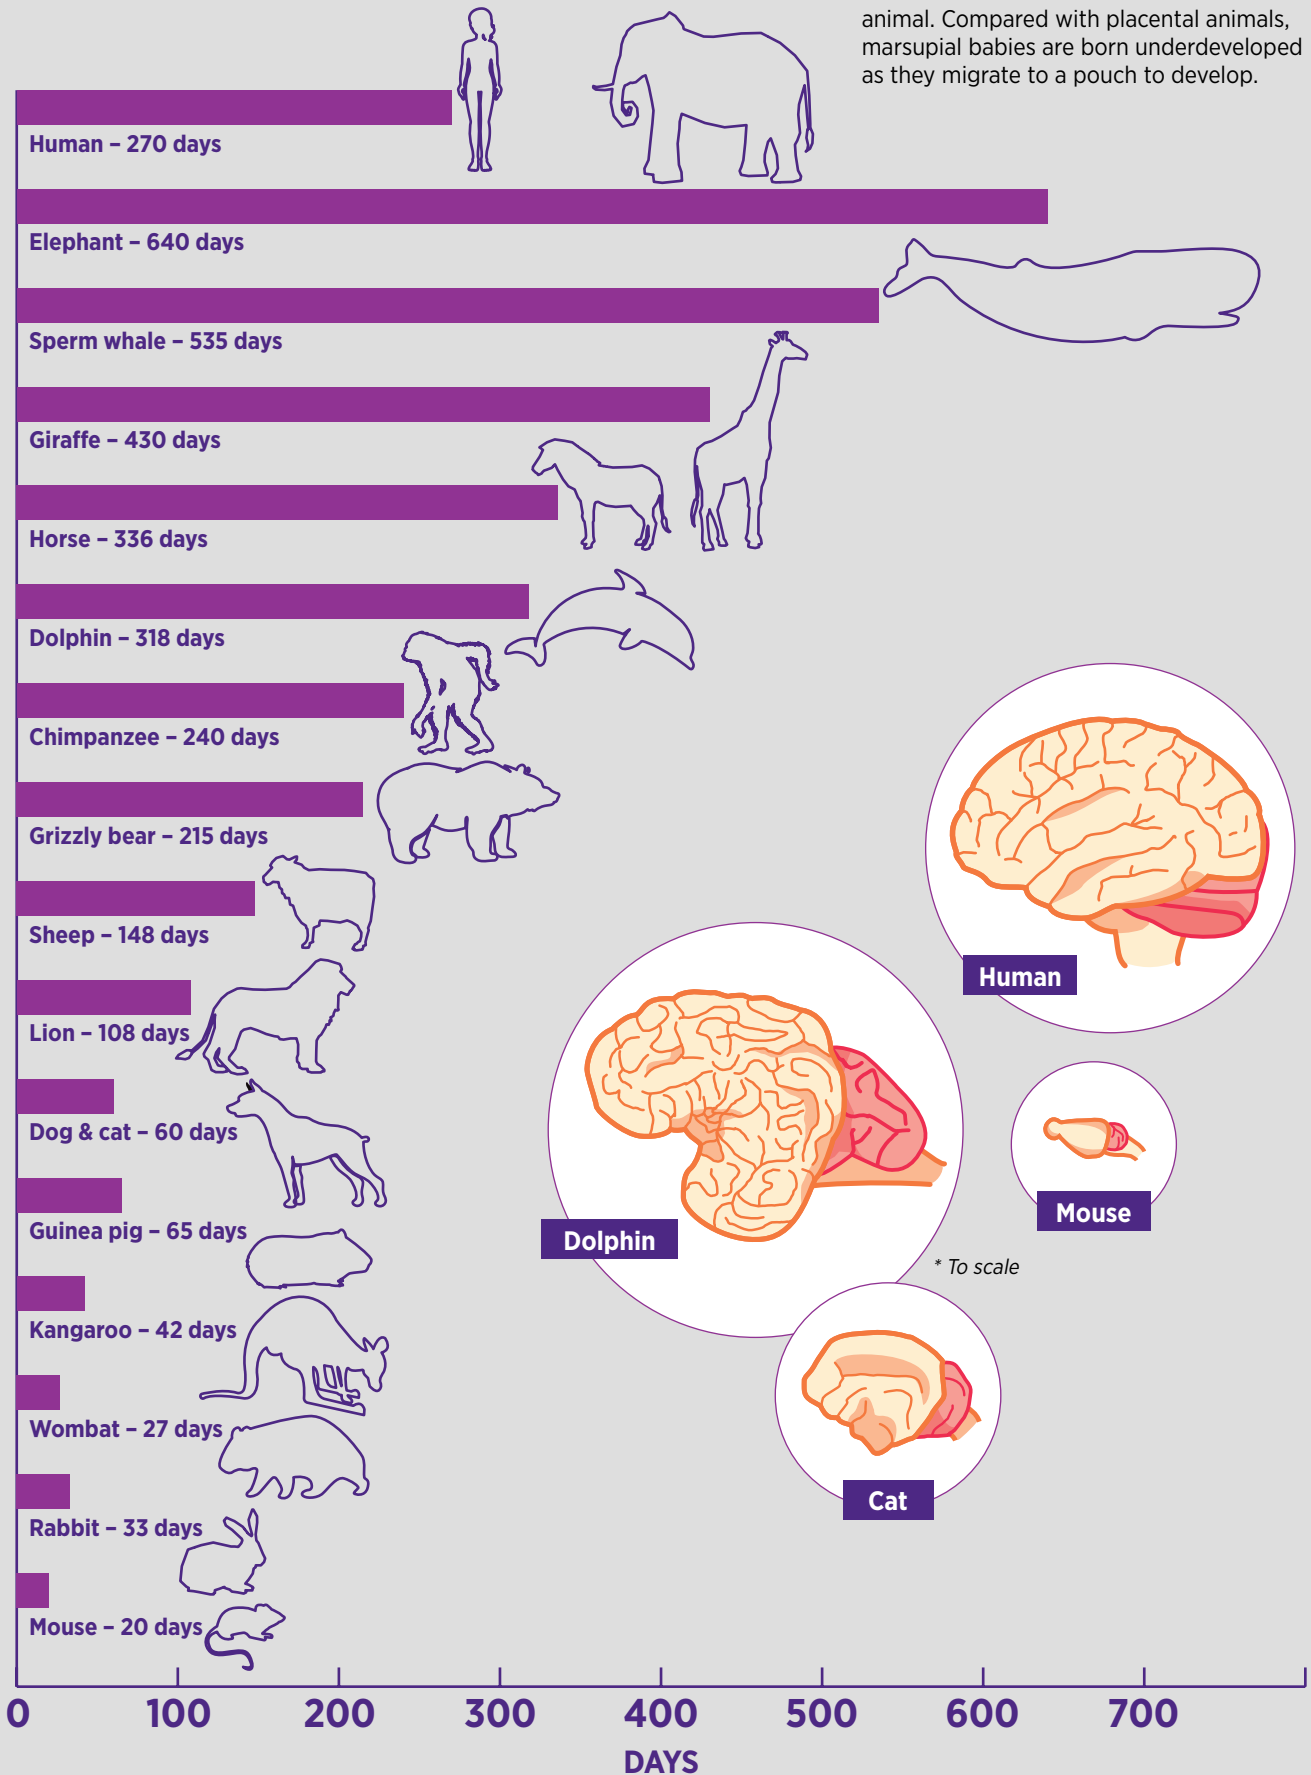 animal. Compared with placental animals,
marsupial babies are born underdeveloped
as they migrate to a pouch to develop.
Human – 270 days
Elephant – 640 days
Sperm whale – 535 days
Giraffe – 430 days
Horse – 336 days
Dolphin – 318 days
Chimpanzee – 240 days
Grizzly bear – 215 days
Sheep – 148 days
Lion – 108 days
Dog & cat – 60 days
Guinea pig – 65 days
Kangaroo – 42 days
Wombat – 27 days
Rabbit – 33 days
Mouse – 20 days
Human
Dolphin
Mouse
* To scale
Cat
0 100 200 300 400 500 600 700
DAYS